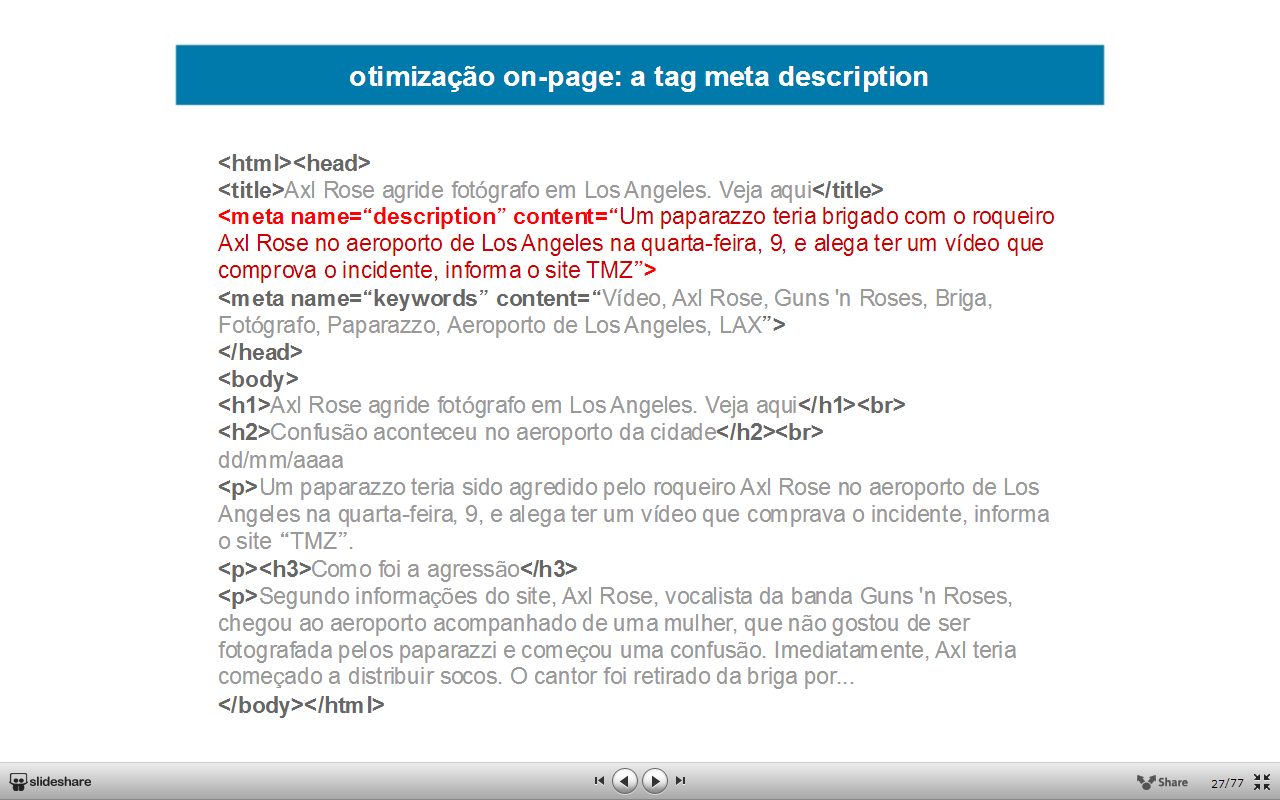 otimização on-page: a tag meta description
<html><head>
<title>Axl Rose agride fotógrafo em Los Angeles. Veja aqui</title>
<meta name=“description” content=“Um paparazzo teria brigado com o roqueiro
Axl Rose no aeroporto de Los Angeles na quarta-feira, 9, e alega ter um vídeo que
comprova o incidente, informa o site TMZ”>
<meta name=“keywords” content=“Vídeo, Axl Rose, Guns 'n Roses, Briga,
Fotógrafo, Paparazzo, Aeroporto de Los Angeles, LAX”>
</head>
<body>
<h1>Axl Rose agride fotógrafo em Los Angeles. Veja aqui</h1><br>
<h2>Confusão aconteceu no aeroporto da cidade</h2><br>
dd/mm/aaaa
<p>Um paparazzo teria sido agredido pelo roqueiro Axl Rose no aeroporto de Los
Angeles na quarta-feira, 9, e alega ter um vídeo que comprava o incidente, informa
o site “TMZ”.
<p><h3>Como foi a agressão</h3>
<p>Segundo informações do site, Axl Rose, vocalista da banda Guns 'n Roses,
chegou ao aeroporto acompanhado de uma mulher, que não gostou de ser
fotografada pelos paparazzi e começou uma confusão. Imediatamente, Axl teria
começado a distribuir socos. O cantor foi retirado da briga por...
</body></html>
slideshare
Share
27/77